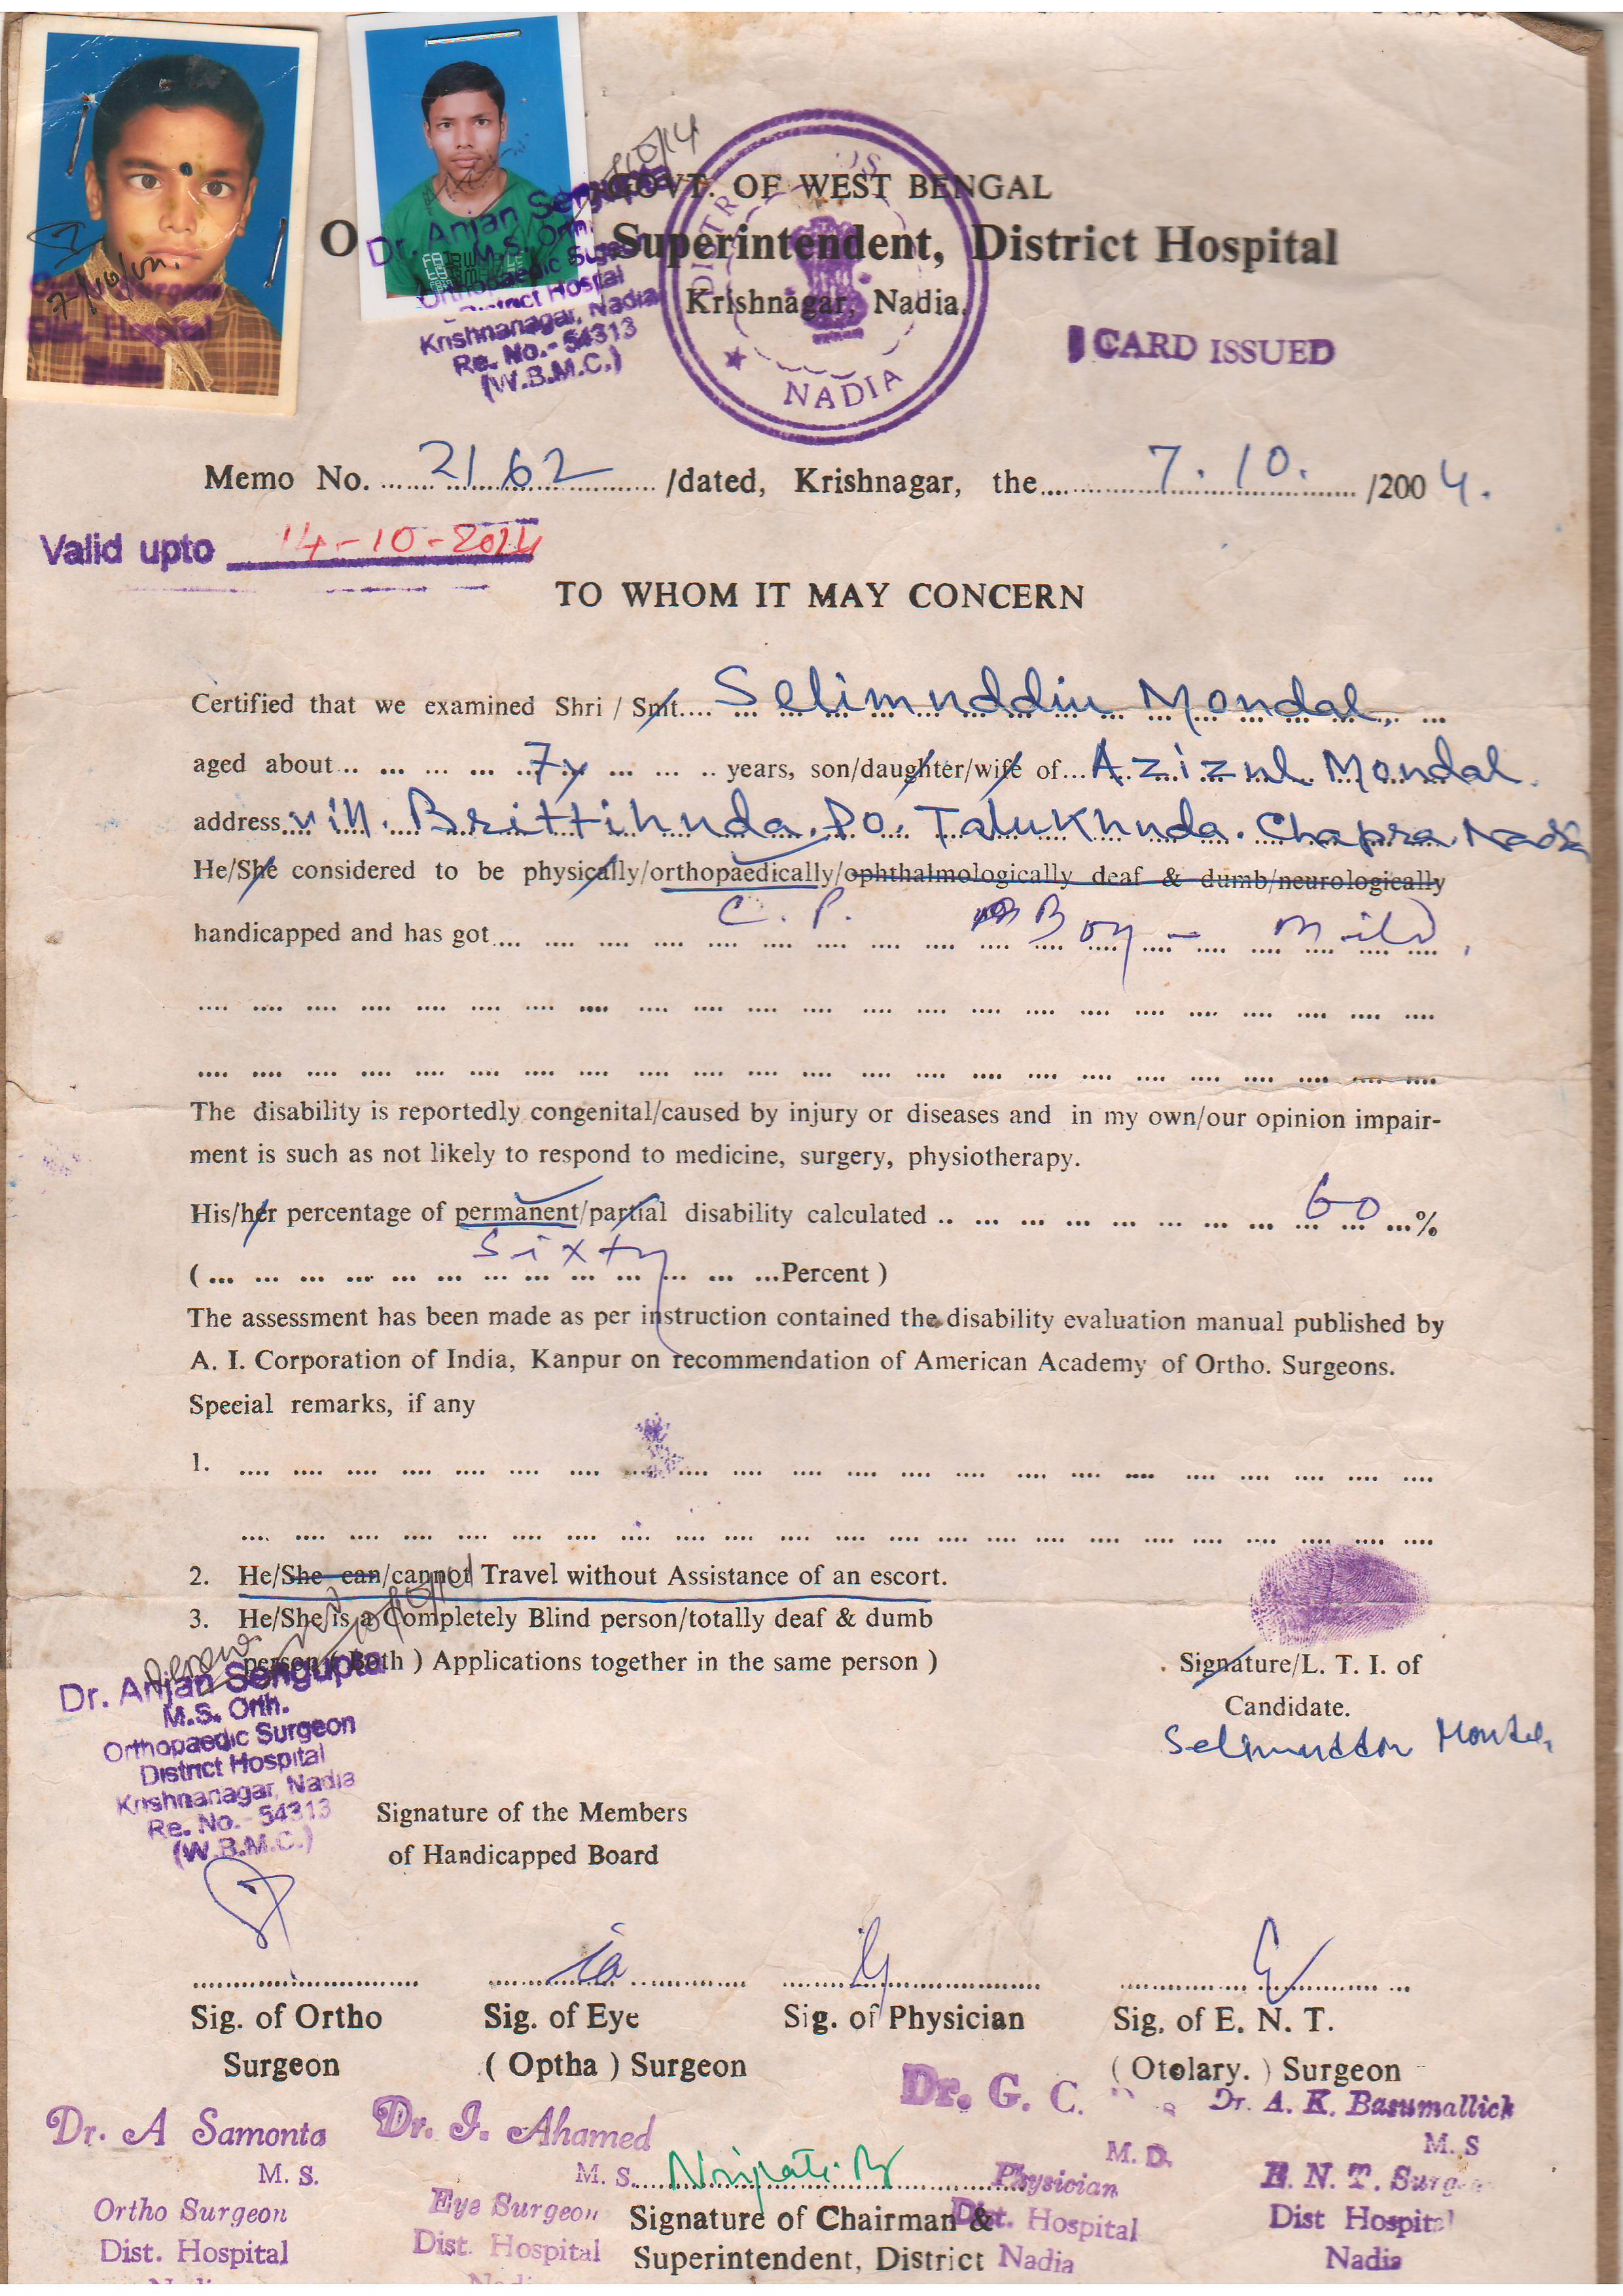 GOVT. OF WEST BENGAL
Superintendent, District Hospital
Krishnagar, Nadia.
DISTRICT
NADIA
Dr. Anjan Sengupta
M.S. Orth.
Orthopaedic Surgeon
District Hospital
Krishnanagar, Nadia
Re. No.- 54313
(W.B.M.C.)
7/10/04
Dist. Hospital
CARD ISSUED
Memo No. 2162 /dated, Krishnagar, the 7.10. /2004.
Valid upto 14-10-2024
TO WHOM IT MAY CONCERN
Certified that we examined Shri / Smt. Selimuddin Mondal,
aged about 7y years, son/daughter/wife of Azizul Mondal
address Vill. Brittihuda. Po. Talukhuda. Chapra. Nadia
He/She considered to be physically/orthopaedically/ophthalmologically deaf & dumb/neurologically
handicapped and has got C. P. Boy - mild,
The disability is reportedly congenital/caused by injury or diseases and in my own/our opinion impair-
ment is such as not likely to respond to medicine, surgery, physiotherapy.
His/her percentage of permanent/partial disability calculated 60 %
( Sixty Percent )
The assessment has been made as per instruction contained the disability evaluation manual published by
A. I. Corporation of India, Kanpur on recommendation of American Academy of Ortho. Surgeons.
Special remarks, if any
1.
2. He/She can/cannot Travel without Assistance of an escort.
3. He/She is a Completely Blind person/totally deaf & dumb
person ( Both ) Applications together in the same person )
Dr. Anjan Sengupta
M.S. Orth.
Orthopaedic Surgeon
District Hospital
Krishnanagar, Nadia
Re. No.- 54313
(W.B.M.C.)
Signature/L. T. I. of
Candidate.
Selimuddin Mondal
Signature of the Members
of Handicapped Board
Sig. of Ortho
Surgeon
Sig. of Eye
( Optha ) Surgeon
Sig. of Physician
Sig. of E. N. T.
( Otolary. ) Surgeon
Dr. A Samonta
M. S.
Ortho Surgeon
Dist. Hospital
Dr. I. Ahamed
M. S.
Eye Surgeon
Dist. Hospital
Dr. G. C.
M. D.
Physician
Dist. Hospital
Nadia
Dr. A. K. Basumallick
M. S
E. N. T. Surgeon
Dist Hospital
Nadia
Signature of Chairman &
Superintendent, District